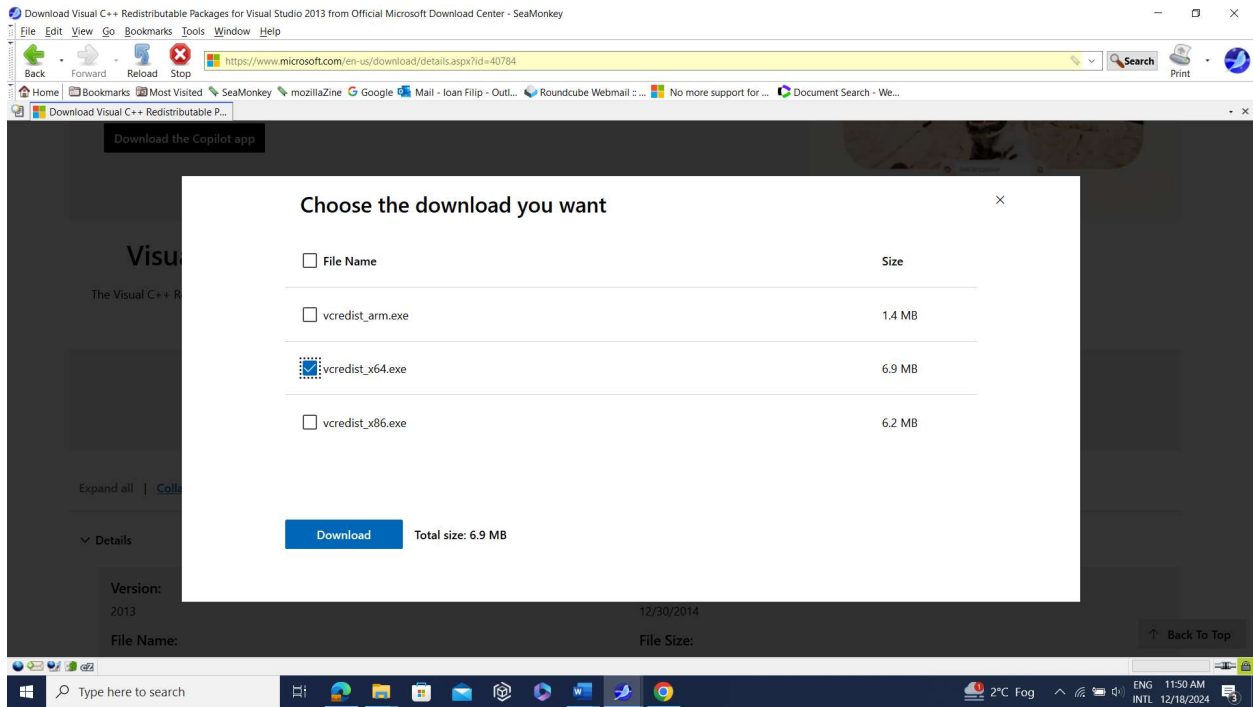 Download Visual C++ Redistributable Packages for Visual Studio 2013 from Official Microsoft Download Center - SeaMonkey
File Edit View Go Bookmarks Tools Window Help
Back Forward Reload Stop https://www.microsoft.com/en-us/download/details.aspx?id=40784 Search Print
Home Bookmarks Most Visited SeaMonkey mozillaZine Google Mail - Ioan Filip - Outl... Roundcube Webmail :: ... No more support for ... Document Search - We...
Download Visual C++ Redistributable P...
Download the Copilot app
Choose the download you want
Visu
File Name Size
The Visual C++ R
vcredist_arm.exe 1.4 MB
vcredist_x64.exe 6.9 MB
vcredist_x86.exe 6.2 MB
Expand all | Colla
Download Total size: 6.9 MB
Details
Version:
2013 12/30/2014
File Name: File Size:
Back To Top
Type here to search 2°C Fog ENG 11:50 AM
INTL 12/18/2024 3